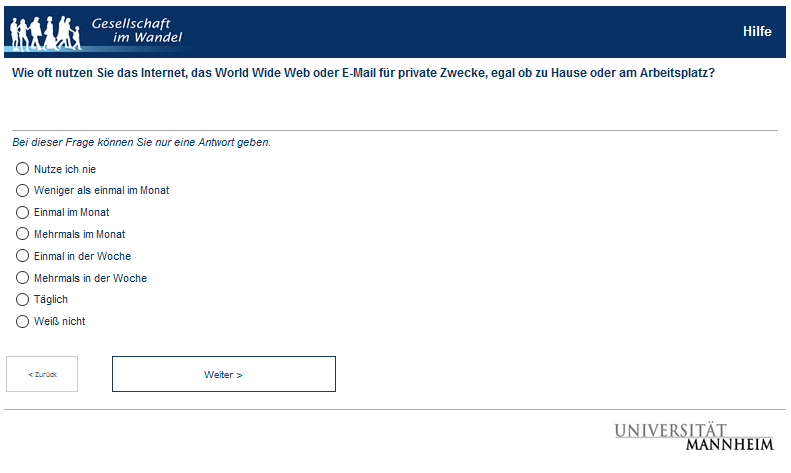 Gesellschaft
im Wandel
Hilfe
Wie oft nutzen Sie das Internet, das World Wide Web oder E-Mail für private Zwecke, egal ob zu Hause oder am Arbeitsplatz?
Bei dieser Frage können Sie nur eine Antwort geben.
Nutze ich nie
Weniger als einmal im Monat
Einmal im Monat
Mehrmals im Monat
Einmal in der Woche
Mehrmals in der Woche
Täglich
Weiß nicht
< Zurück
Weiter >
UNIVERSITÄT
MANNHEIM